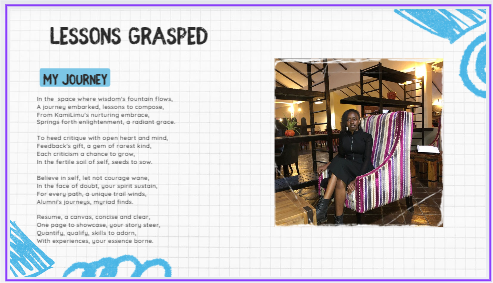 LESSONS GRASPED
MY JOURNEY
In the space where wisdom's fountain flows,
A journey embarked, lessons to compose,
From KamiLimu's nurturing embrace,
Springs forth enlightenment, a radiant grace.
To heed critique with open heart and mind,
Feedback's gift, a gem of rarest kind,
Each criticism a chance to grow,
In the fertile soil of self, seeds to sow.
Believe in self, let not courage wane,
In the face of doubt, your spirit sustain,
For every path, a unique trail winds,
Alumni's journeys, myriad finds.
Resume, a canvas, concise and clear,
One page to showcase, your story steer,
Quantify, qualify, skills to adorn,
With experiences, your essence borne.